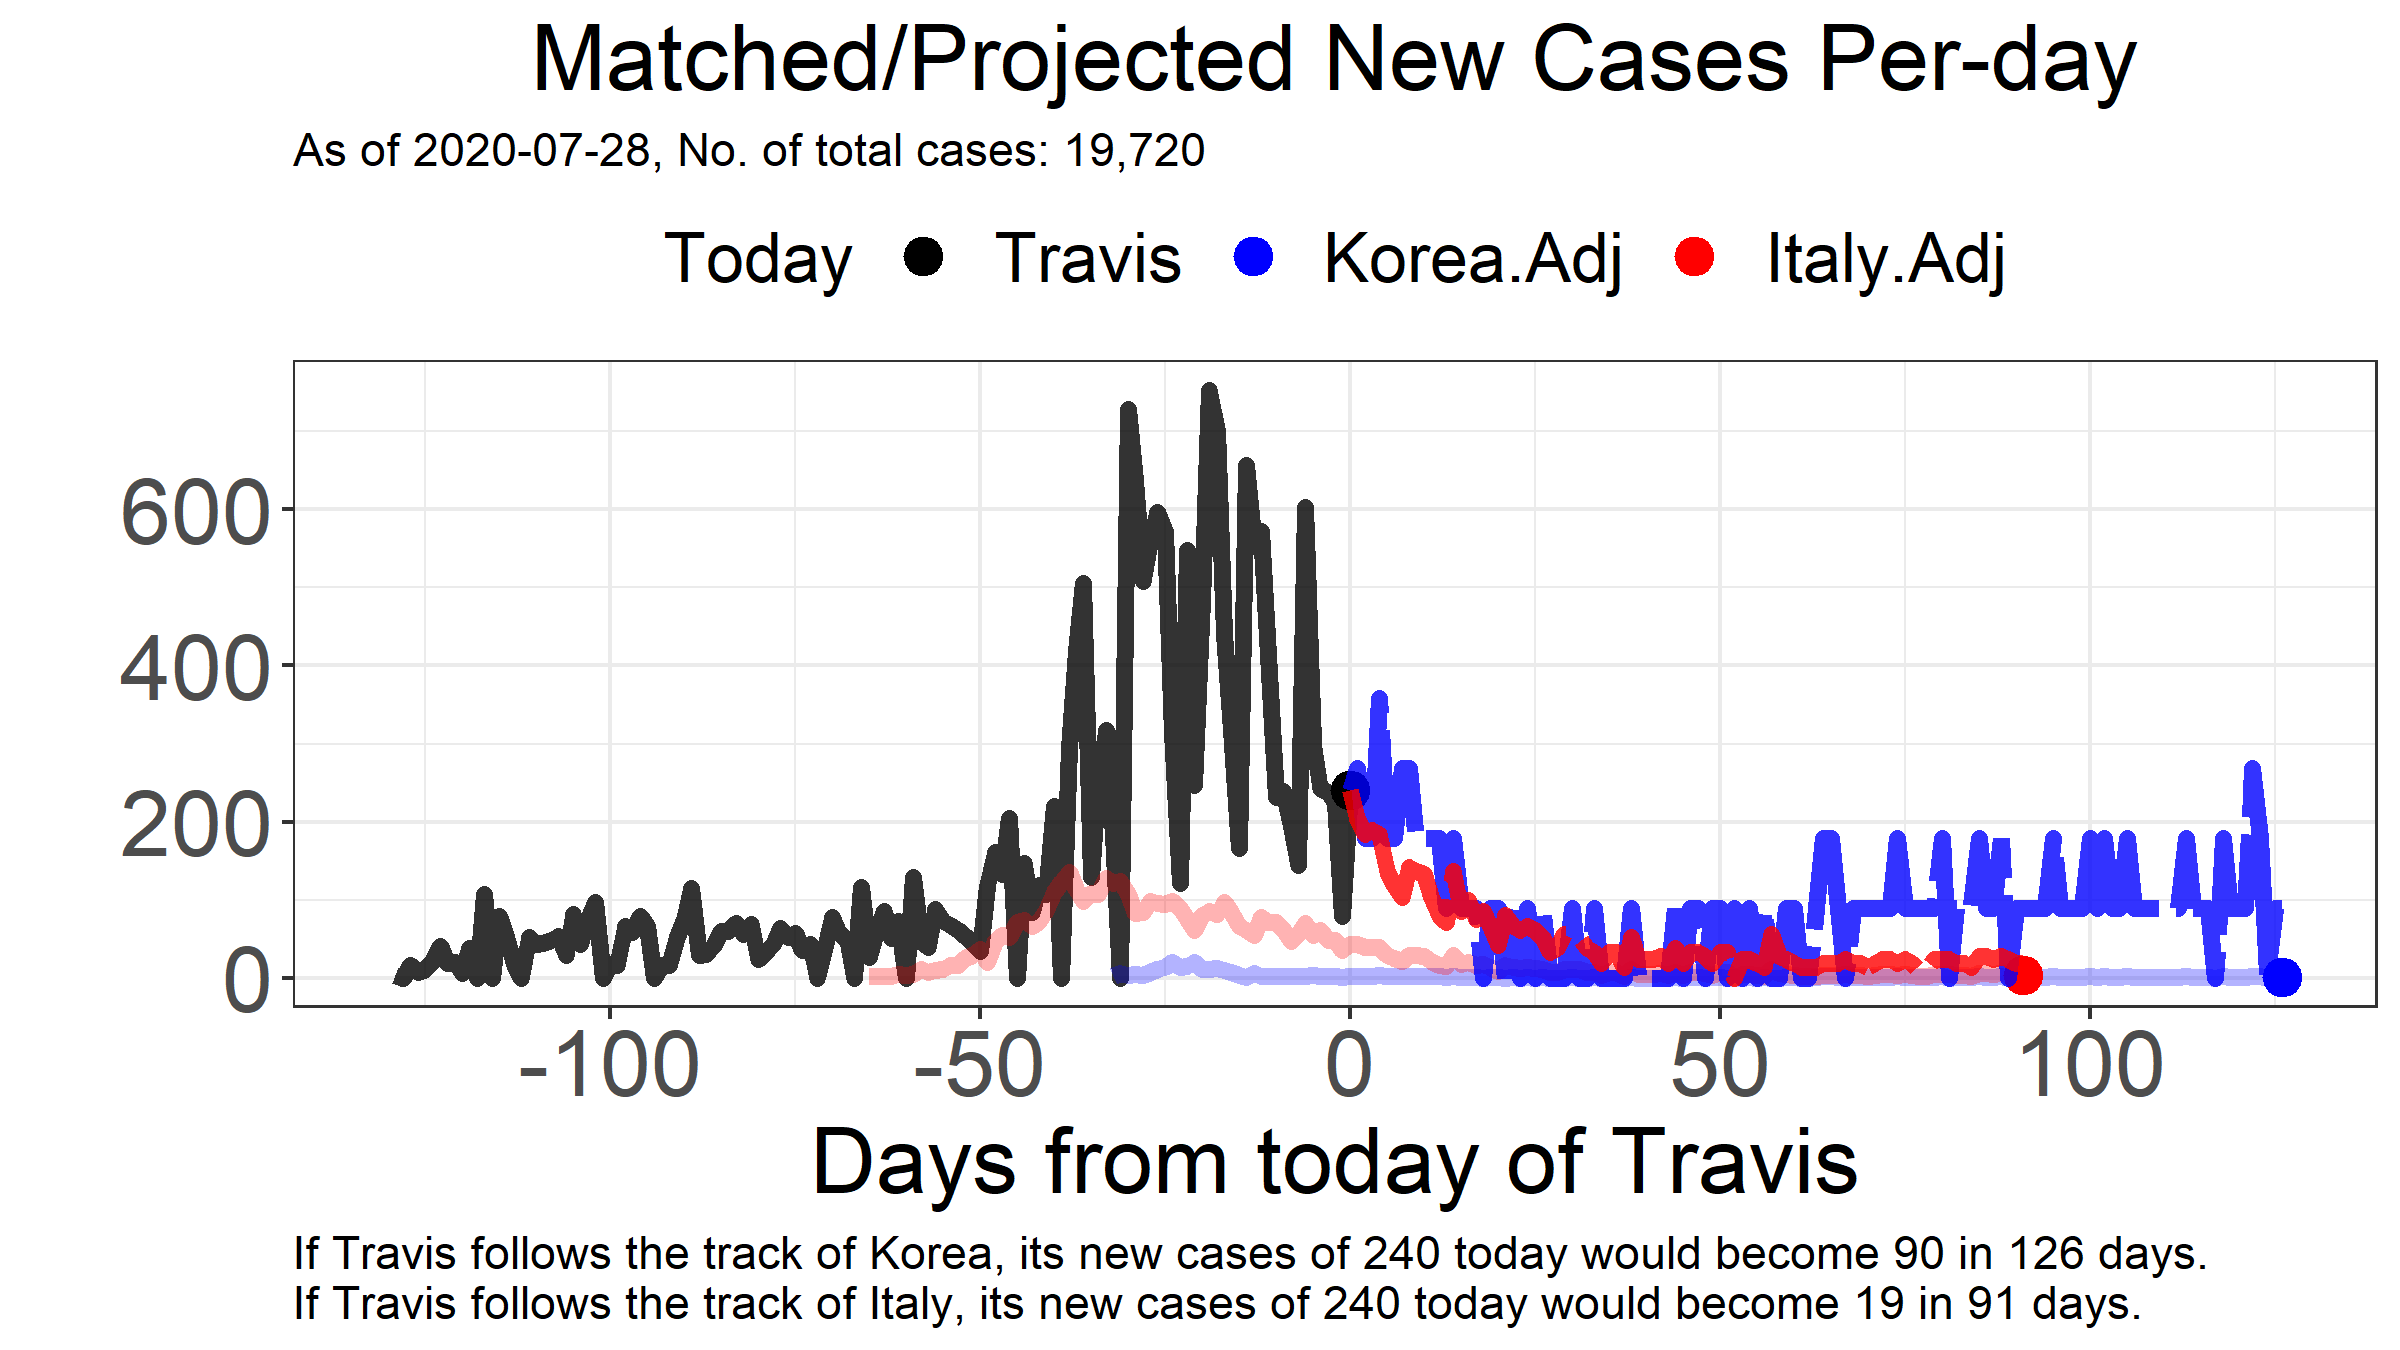 Matched/Projected New Cases Per-day
As of 2020-07-28, No. of total cases: 19,720
Today Travis Korea.Adj Italy.Adj
600
400
200
0
-100 -50 0 50 100
Days from today of Travis
If Travis follows the track of Korea, its new cases of 240 today would become 90 in 126 days.
If Travis follows the track of Italy, its new cases of 240 today would become 19 in 91 days.